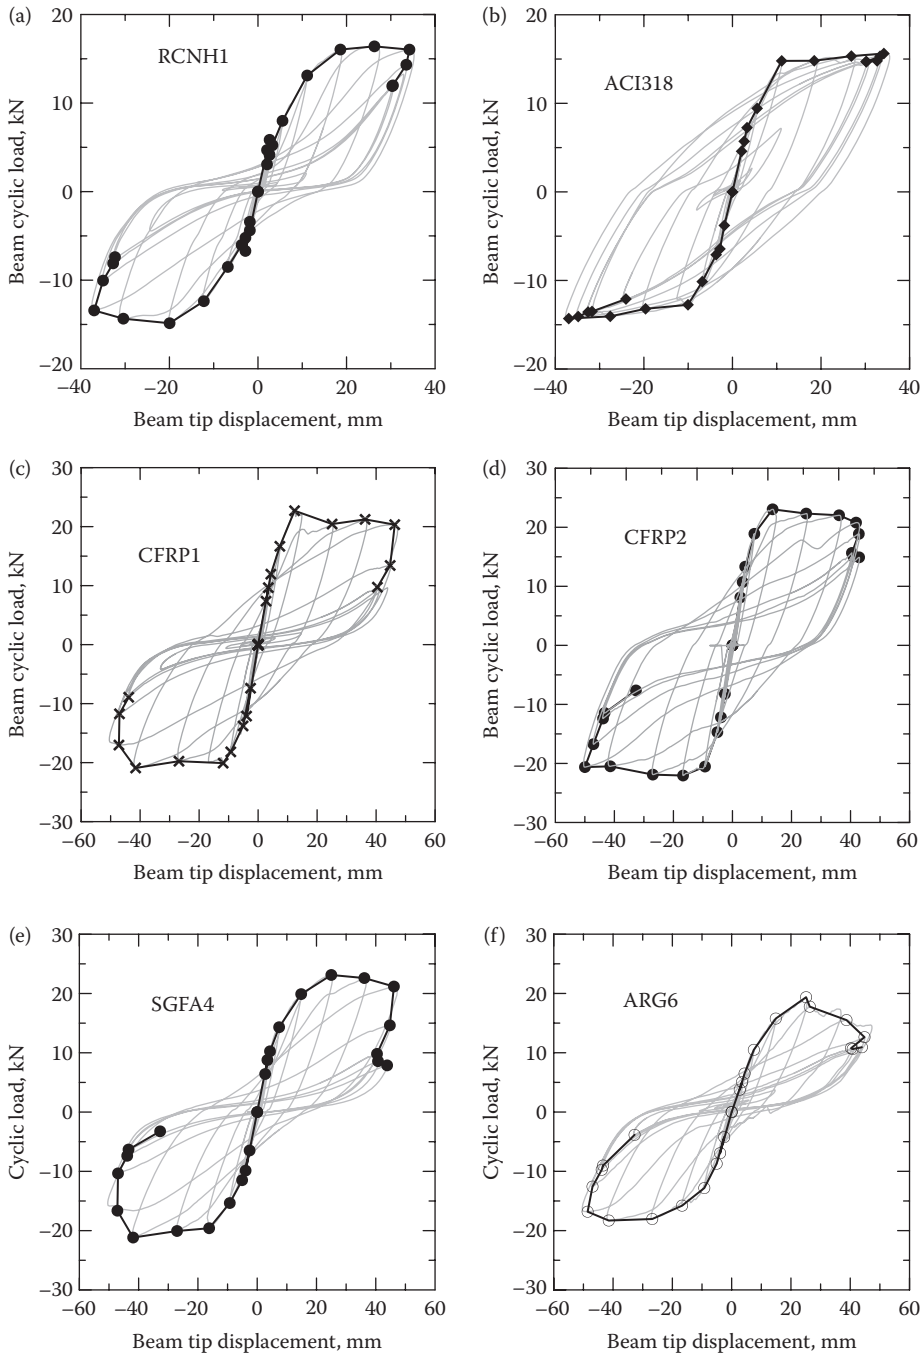 (a)
RCNH1
Beam cyclic load, kN
20
10
0
−10
−20
−40 −20 0 20 40
Beam tip displacement, mm
(b)
ACI318
Beam cyclic load, kN
20
10
0
−10
−20
−40 −20 0 20 40
Beam tip displacement, mm
(c)
CFRP1
Beam cyclic load, kN
30
20
10
0
−10
−20
−30
−60 −40 −20 0 20 40 60
Beam tip displacement, mm
(d)
CFRP2
Beam cyclic load, kN
30
20
10
0
−10
−20
−30
−60 −40 −20 0 20 40 60
Beam tip displacement, mm
(e)
SGFA4
Cyclic load, kN
30
20
10
0
−10
−20
−30
−60 −40 −20 0 20 40 60
Beam tip displacement, mm
(f)
ARG6
Cyclic load, kN
30
20
10
0
−10
−20
−30
−60 −40 −20 0 20 40 60
Beam tip displacement, mm